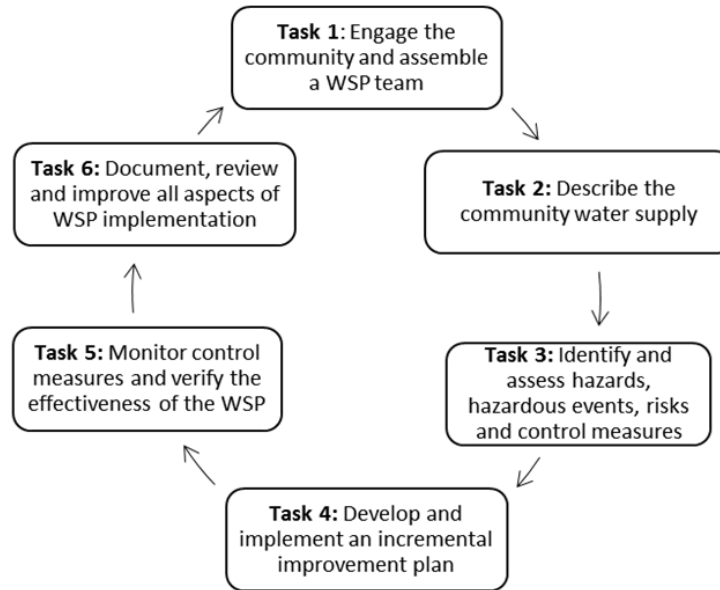 Task 1: Engage the
community and assemble
a WSP team
Task 2: Describe the
community water supply
Task 3: Identify and
assess hazards,
hazardous events, risks
and control measures
Task 4: Develop and
implement an incremental
improvement plan
Task 5: Monitor control
measures and verify the
effectiveness of the WSP
Task 6: Document, review
and improve all aspects of
WSP implementation